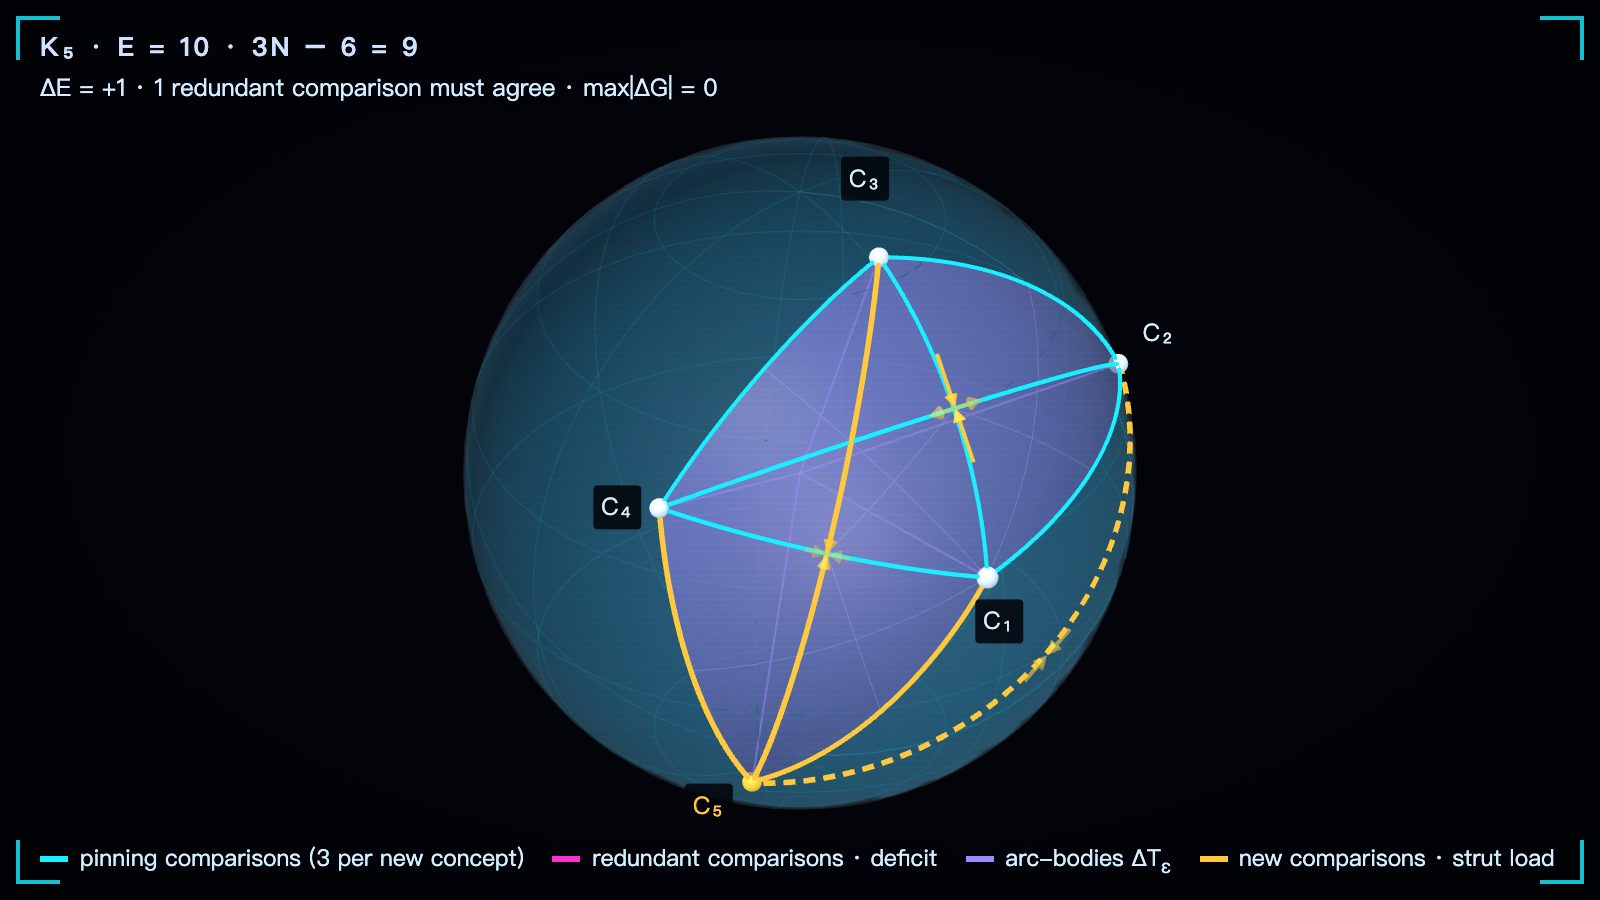 K₅ · E = 10 · 3N − 6 = 9
ΔE = +1 · 1 redundant comparison must agree · max|ΔG| = 0
C₃
C₂
C₄
C₁
C₅
pinning comparisons (3 per new concept)
redundant comparisons · deficit
arc−bodies ΔTε
new comparisons · strut load